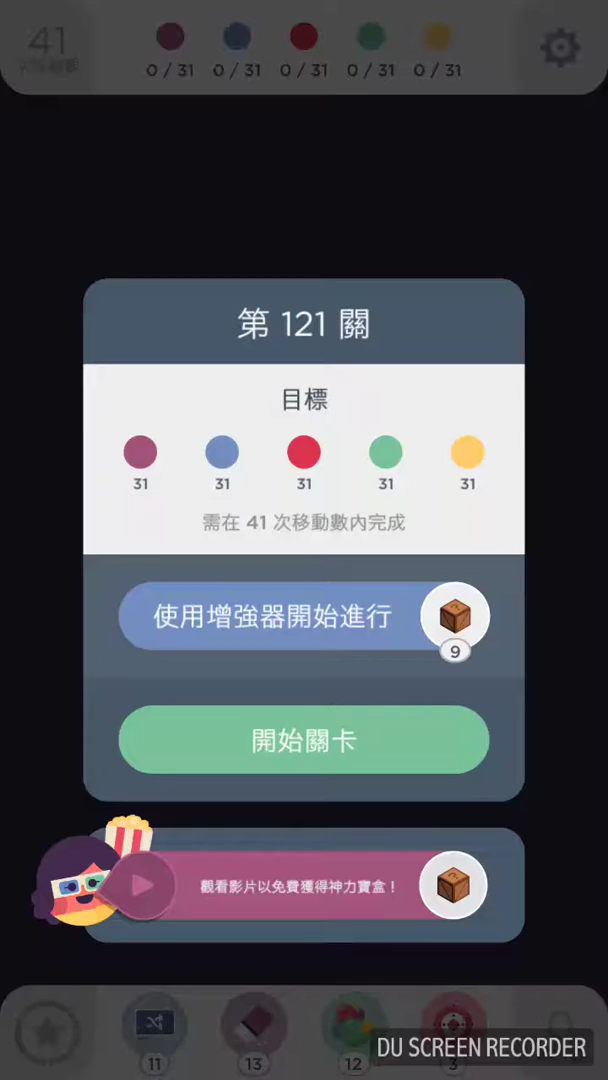 41
0 / 31 0 / 31 0 / 31 0 / 31 0 / 31
第 121 關
目標
31 31 31 31 31
需在 41 次移動數內完成
使用增強器開始進行
9
開始關卡
觀看影片以免費獲得神力寶盒！
11 13 12 3
DU SCREEN RECORDER